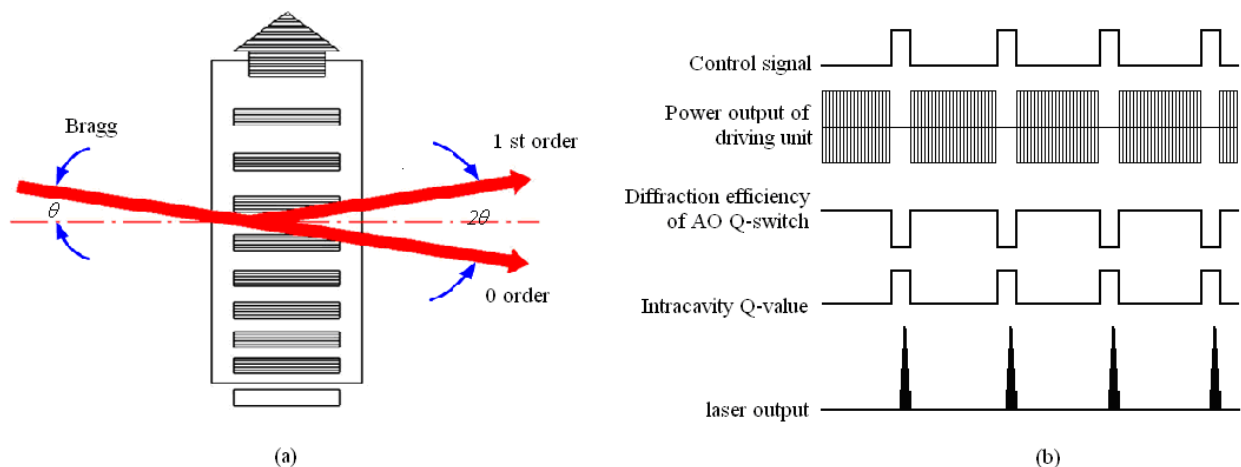 Bragg
θ
1 st order
2θ
0 order
(a)
Control signal
Power output of
driving unit
Diffraction efficiency
of AO Q-switch
Intracavity Q-value
laser output
(b)